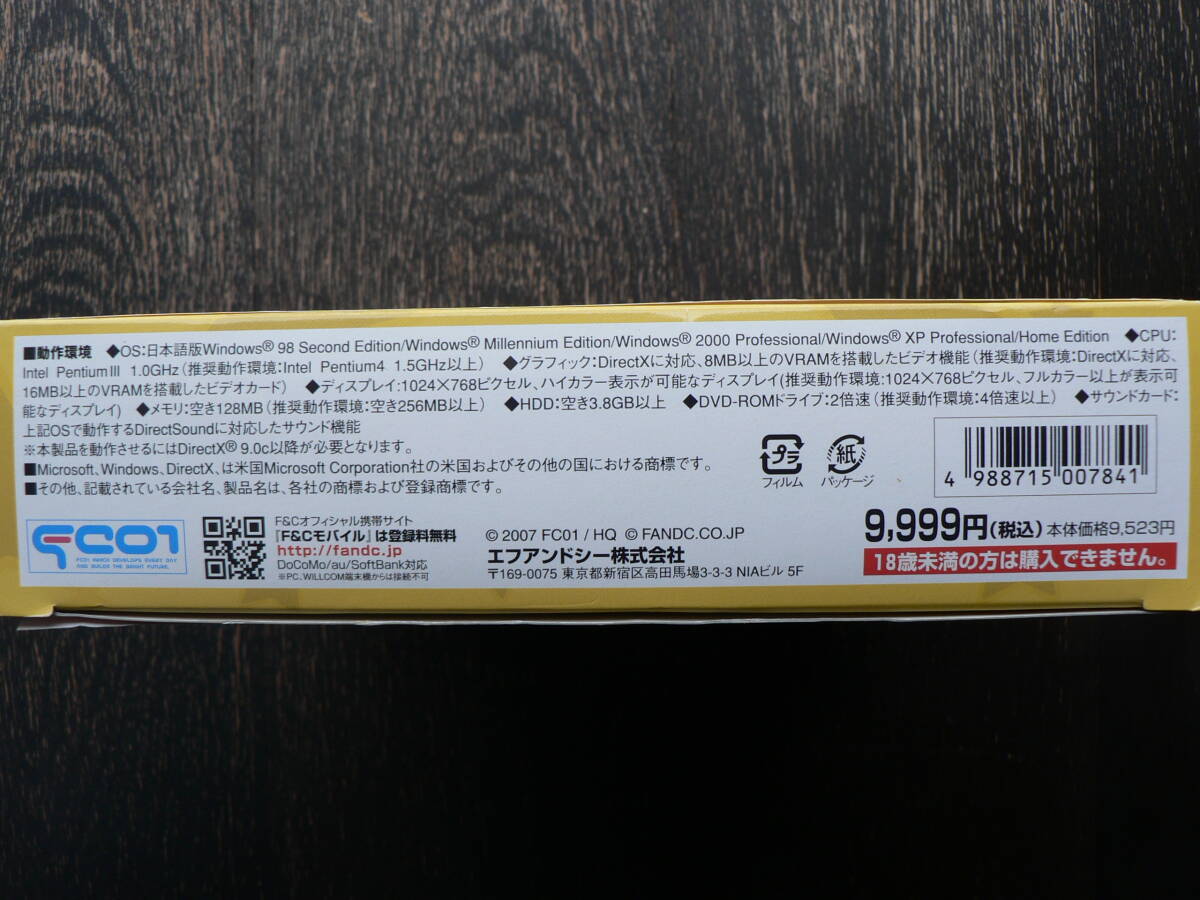 ■動作環境 ◆OS:日本語版Windows® 98 Second Edition/Windows® Millennium Edition/Windows® 2000 Professional/Windows® XP Professional/Home Edition ◆CPU:
Intel PentiumⅢ 1.0GHz(推奨動作環境:Intel Pentium4 1.5GHz以上) ◆グラフィック:DirectXに対応、8MB以上のVRAMを搭載したビデオ機能(推奨動作環境:DirectXに対応、
16MB以上のVRAMを搭載したビデオカード) ◆ディスプレイ:1024×768ピクセル、ハイカラー表示が可能なディスプレイ(推奨動作環境:1024×768ピクセル、フルカラー以上が表示可
能なディスプレイ) ◆メモリ:空き128MB(推奨動作環境:空き256MB以上) ◆HDD:空き3.8GB以上 ◆DVD-ROMドライブ:2倍速(推奨動作環境:4倍速以上) ◆サウンドカード:
上記OSで動作するDirectSoundに対応したサウンド機能
※本製品を動作させるにはDirectX® 9.0c以降が必要となります。
■Microsoft、Windows、DirectX、は米国Microsoft Corporation社の米国およびその他の国における商標です。
■その他、記載されている会社名、製品名は、各社の商標および登録商標です。
プラ
フィルム
紙
パッケージ
4 988715 007841
FC01
FC01 INNOX DEVELOPS EVERY DAY
AND BUILDS THE BRIGHT FUTURE.
F&Cオフィシャル携帯サイト
『F&Cモバイル』は登録料無料
http://fandc.jp
DoCoMo/au/SoftBank対応
※PC、WILLCOM端末機からは接続不可
© 2007 FC01 / HQ © FANDC.CO.JP
エフアンドシー株式会社
〒169-0075 東京都新宿区高田馬場3-3-3 NIAビル 5F
9,999円(税込) 本体価格9,523円
18歳未満の方は購入できません。